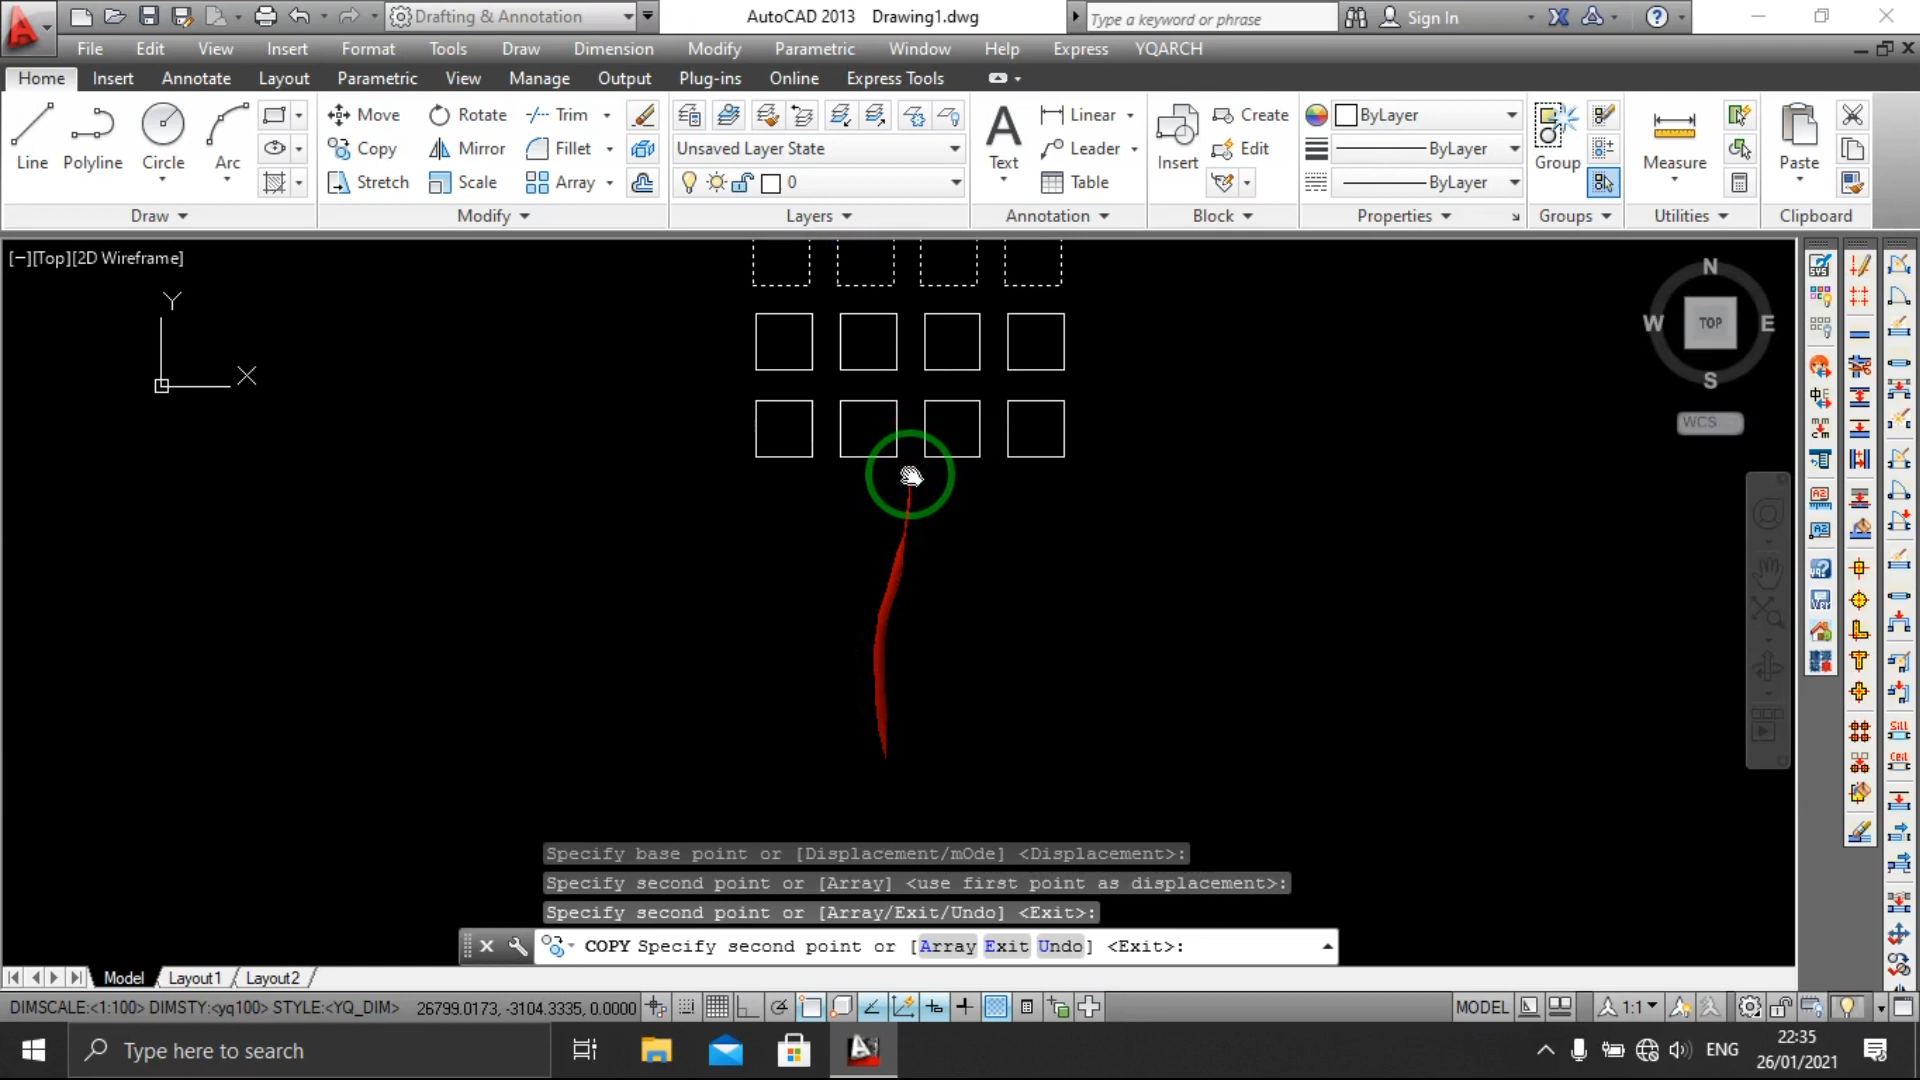 Drafting & Annotation
AutoCAD 2013 Drawing1.dwg
Type a keyword or phrase
Sign In
File Edit View Insert Format Tools Draw Dimension Modify Parametric Window Help Express YQARCH
Home Insert Annotate Layout Parametric View Manage Output Plug-ins Online Express Tools
Line Polyline Circle Arc
Move Rotate Trim
Copy Mirror Fillet
Stretch Scale Array
Unsaved Layer State
0
Text
Linear
Leader
Table
Insert
Create
Edit
ByLayer
ByLayer
ByLayer
Group
Measure
Paste
Draw Modify Layers Annotation Block Properties Groups Utilities Clipboard
[−][Top][2D Wireframe]
Y
X
N
W TOP E
S
WCS
Sill
Ceil
Specify base point or [Displacement/mOde] <Displacement>:
Specify second point or [Array] <use first point as displacement>:
Specify second point or [Array/Exit/Undo] <Exit>:
COPY Specify second point or [Array Exit Undo] <Exit>:
Model Layout1 Layout2
DIMSCALE:<1:100> DIMSTY:<yq100> STYLE:<YQ_DIM> 26799.0173, -3104.3335, 0.0000
MODEL
1:1
Type here to search
ENG
22:35
26/01/2021